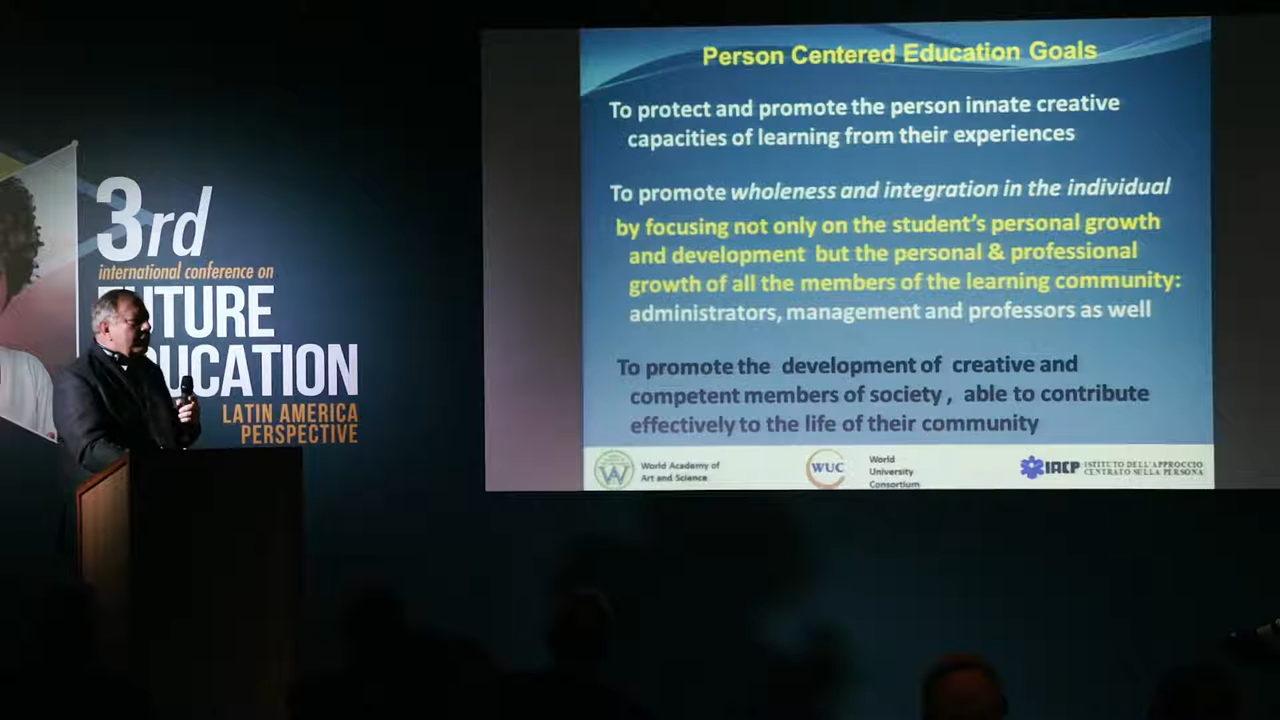 3rd
international conference on
FUTURE
EDUCATION
LATIN AMERICA
PERSPECTIVE
Person Centered Education Goals
To protect and promote the person innate creative
capacities of learning from their experiences
To promote wholeness and integration in the individual
by focusing not only on the student's personal growth
and development but the personal & professional
growth of all the members of the learning community:
administrators, management and professors as well
To promote the development of creative and
competent members of society , able to contribute
effectively to the life of their community
W
World Academy of
Art and Science
WUC
World
University
Consortium
IACP
ISTITUTO DELL'APPROCCIO
CENTRATO SULLA PERSONA